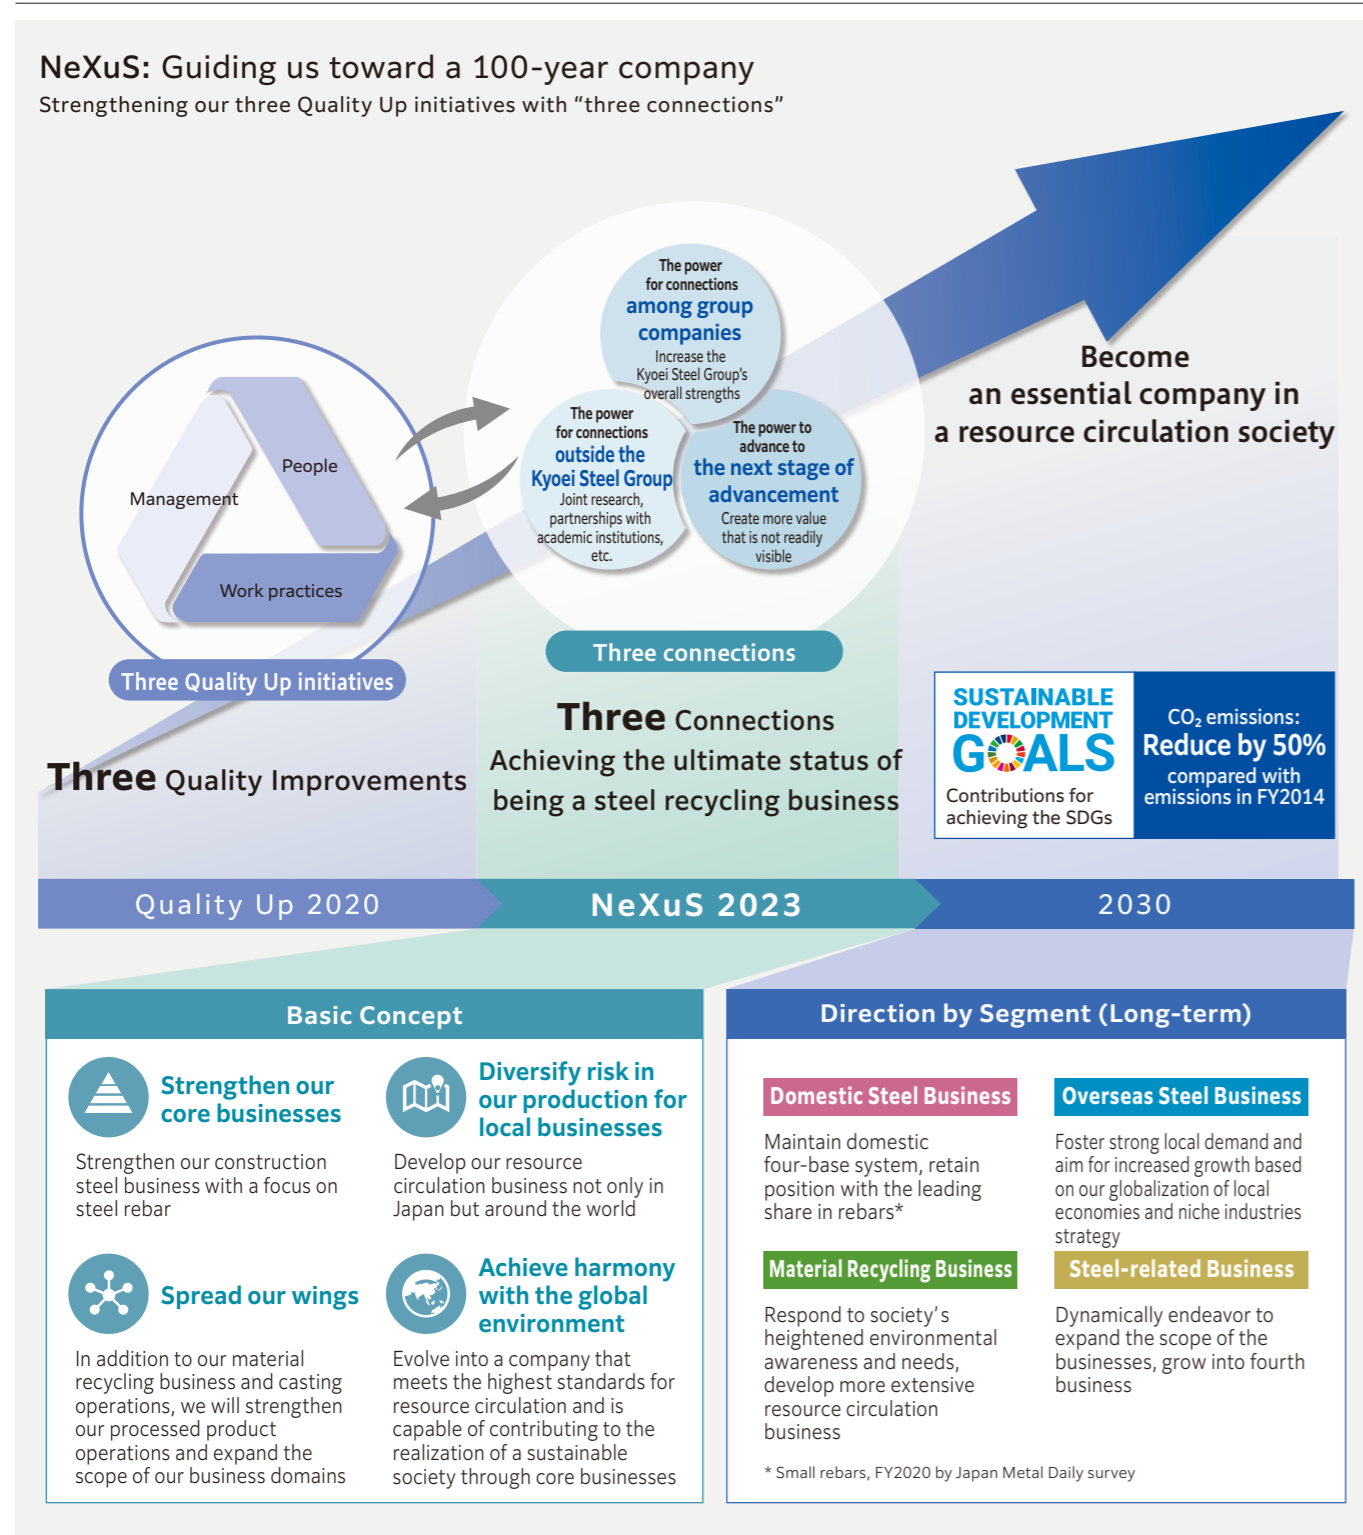 NeXuS: Guiding us toward a 100-year company
Strengthening our three Quality Up initiatives with “three connections”
The power
for connections
among group
companies
Increase the
Kyoei Steel Group’s
overall strengths
The power
for connections
outside the
Kyoei Steel Group
Joint research,
partnerships with
academic institutions,
etc.
The power to
advance to
the next stage of
advancement
Create more value
that is not readily
visible
Management
People
Work practices
Three Quality Up initiatives
Three connections
Become
an essential company in
a resource circulation society
Three Quality Improvements
Three Connections
Achieving the ultimate status of
being a steel recycling business
SUSTAINABLE
DEVELOPMENT
GOALS
Contributions for
achieving the SDGs
CO₂ emissions:
Reduce by 50%
compared with
emissions in FY2014
Quality Up 2020
NeXuS 2023
2030
Basic Concept
Strengthen our
core businesses
Strengthen our construction
steel business with a focus on
steel rebar
Diversify risk in
our production for
local businesses
Develop our resource
circulation business not only in
Japan but around the world
Spread our wings
In addition to our material
recycling business and casting
operations, we will strengthen
our processed product
operations and expand the
scope of our business domains
Achieve harmony
with the global
environment
Evolve into a company that
meets the highest standards for
resource circulation and is
capable of contributing to the
realization of a sustainable
society through core businesses
Direction by Segment (Long-term)
Domestic Steel Business
Maintain domestic
four-base system, retain
position with the leading
share in rebars*
Overseas Steel Business
Foster strong local demand and
aim for increased growth based
on our globalization of local
economies and niche industries
strategy
Material Recycling Business
Respond to society’s
heightened environmental
awareness and needs,
develop more extensive
resource circulation
business
Steel-related Business
Dynamically endeavor to
expand the scope of the
businesses, grow into fourth
business
* Small rebars, FY2020 by Japan Metal Daily survey